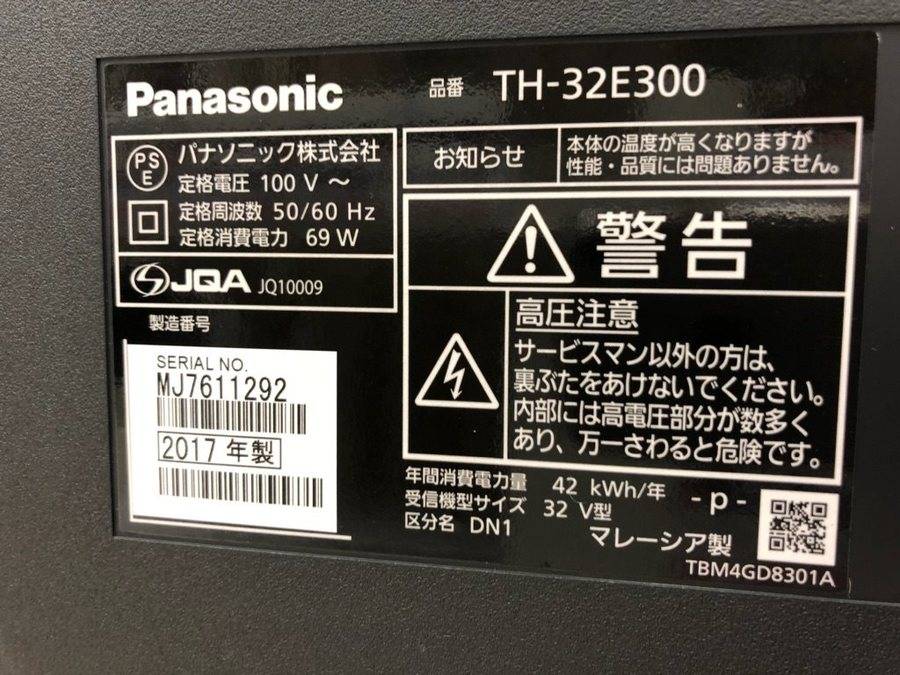 Panasonic
品番 TH-32E300
PS
E
パナソニック株式会社
定格電圧 100 V ～
定格周波数 50/60 Hz
定格消費電力 69 W
JQA JQ10009
お知らせ
本体の温度が高くなりますが
性能・品質には問題ありません。
警告
高圧注意
サービスマン以外の方は、
裏ぶたをあけないでください。
内部には高電圧部分が数多く
あり、万一さわると危険です。
製造番号
SERIAL NO.
MJ7611292
2017 年製
年間消費電力量 42 kWh/年
受信機型サイズ 32 V型
区分名 DN1
-p-
マレーシア製
TBM4GD8301A